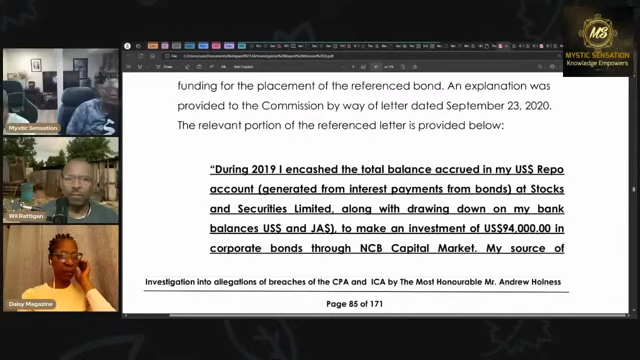 MS
MYSTIC SENSATION
Knowledge Empowers
funding for the placement of the referenced bond. An explanation was
provided to the Commission by way of letter dated September 23, 2020.
The relevant portion of the referenced letter is provided below:
“During 2019 I encashed the total balance accrued in my US$ Repo
account (generated from interest payments from bonds) at Stocks
and Securities Limited, along with drawing down on my bank
balances US$ and JA$), to make an investment of US$94,000.00 in
corporate bonds through NCB Capital Market. My source of
Investigation into allegations of breaches of the CPA and ICA by The Most Honourable Mr. Andrew Holness
Page 85 of 171
Mystic Sensation
Wil Rattigan
Daisy Magazine